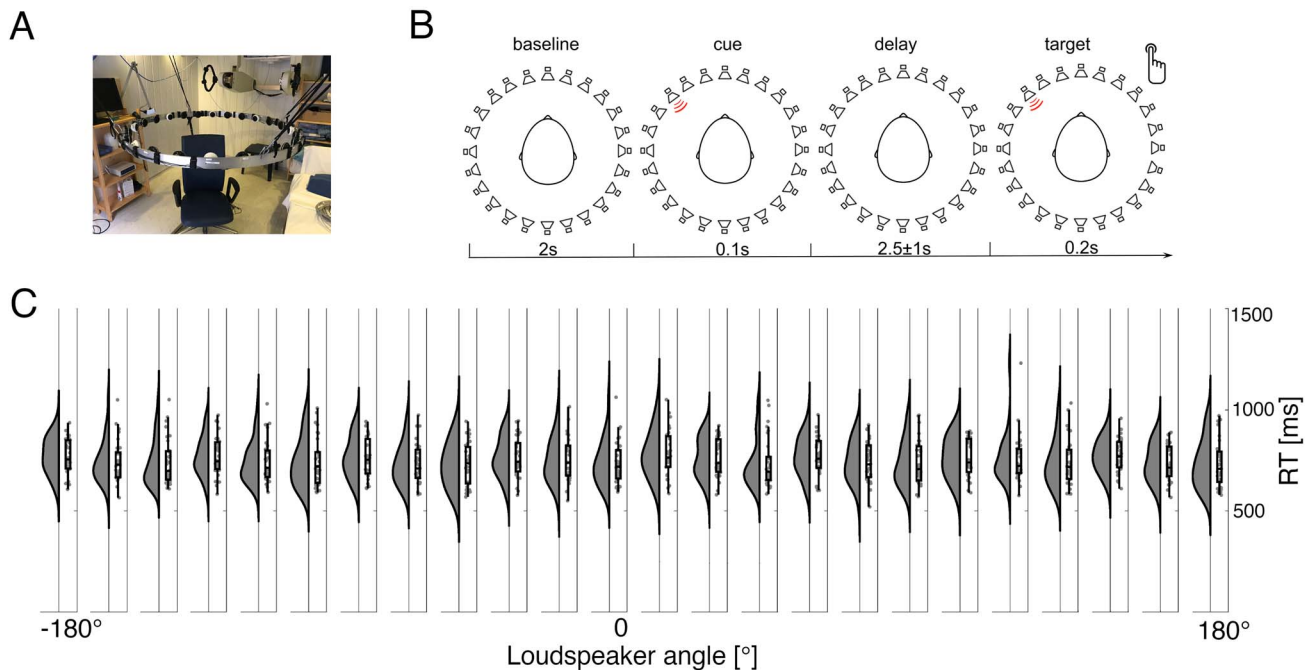 A
B
baseline cue delay target
2s 0.1s 2.5±1s 0.2s
C
1500
1000
500
RT [ms]
-180° 0 180°
Loudspeaker angle [°]